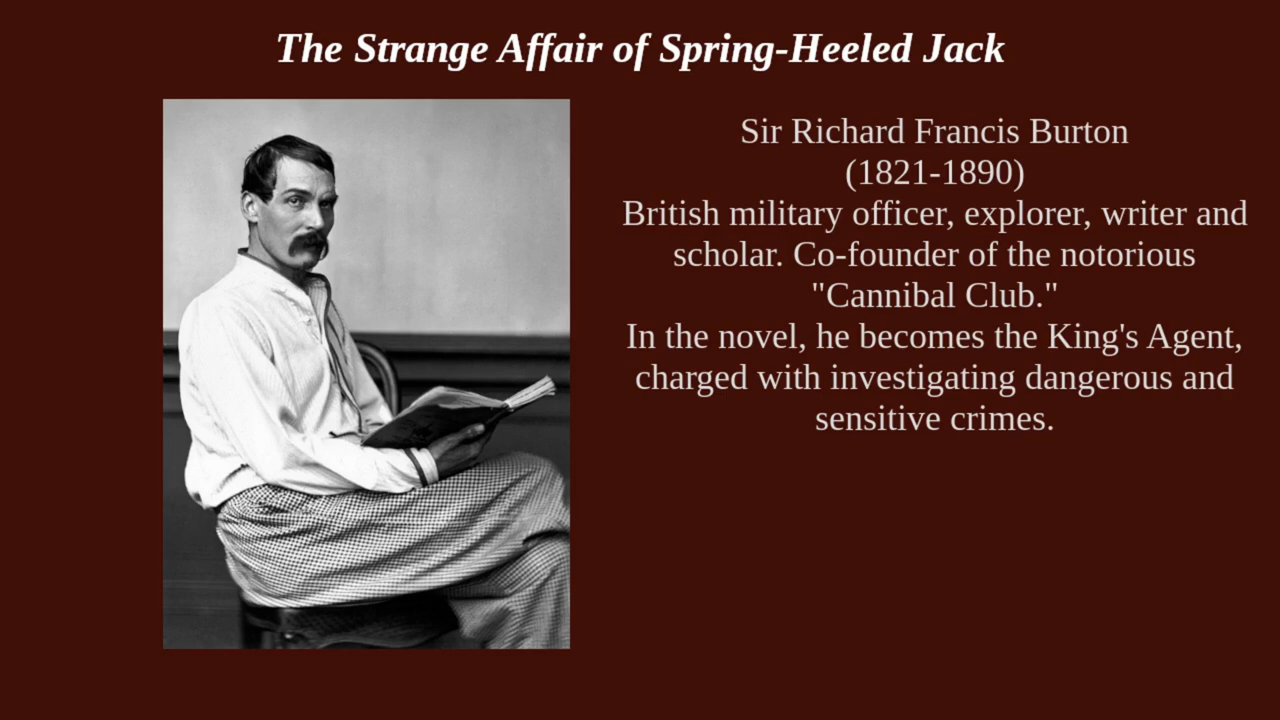 The Strange Affair of Spring-Heeled Jack
Sir Richard Francis Burton
(1821-1890)
British military officer, explorer, writer and
scholar. Co-founder of the notorious
"Cannibal Club."
In the novel, he becomes the King's Agent,
charged with investigating dangerous and
sensitive crimes.